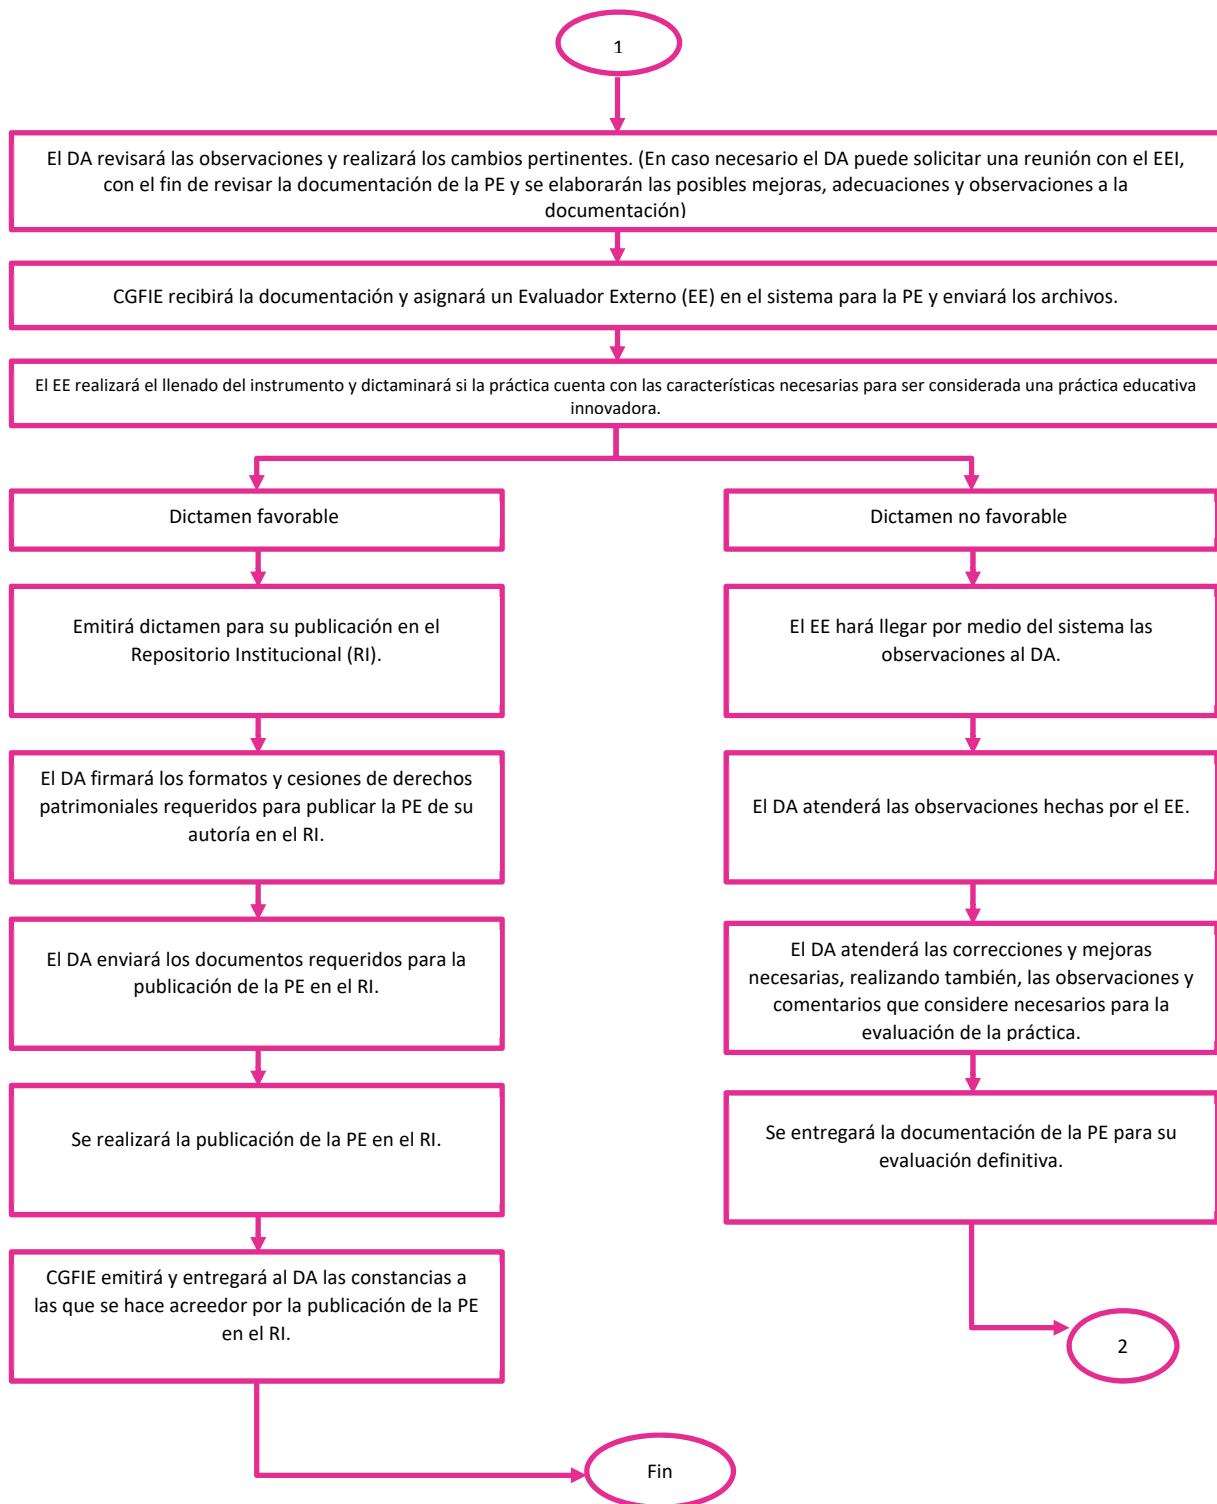 1
El DA revisará las observaciones y realizará los cambios pertinentes. (En caso necesario el DA puede solicitar una reunión con el EEI,
con el fin de revisar la documentación de la PE y se elaborarán las posibles mejoras, adecuaciones y observaciones a la
documentación)
CGFIE recibirá la documentación y asignará un Evaluador Externo (EE) en el sistema para la PE y enviará los archivos.
El EE realizará el llenado del instrumento y dictaminará si la práctica cuenta con las características necesarias para ser considerada una práctica educativa
innovadora.
Dictamen favorable
Emitirá dictamen para su publicación en el
Repositorio Institucional (RI).
El DA firmará los formatos y cesiones de derechos
patrimoniales requeridos para publicar la PE de su
autoría en el RI.
El DA enviará los documentos requeridos para la
publicación de la PE en el RI.
Se realizará la publicación de la PE en el RI.
CGFIE emitirá y entregará al DA las constancias a
las que se hace acreedor por la publicación de la PE
en el RI.
Fin
Dictamen no favorable
El EE hará llegar por medio del sistema las
observaciones al DA.
El DA atenderá las observaciones hechas por el EE.
El DA atenderá las correcciones y mejoras
necesarias, realizando también, las observaciones y
comentarios que considere necesarios para la
evaluación de la práctica.
Se entregará la documentación de la PE para su
evaluación definitiva.
2